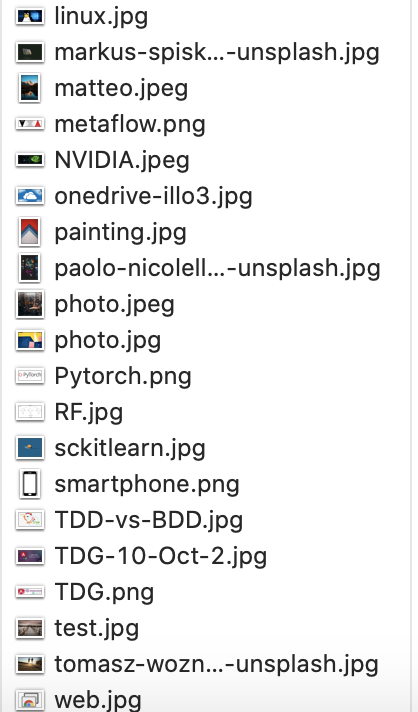 linux.jpg
markus-spisk...-unsplash.jpg
matteo.jpeg
metaflow.png
NVIDIA.jpeg
onedrive-illo3.jpg
painting.jpg
paolo-nicolell...-unsplash.jpg
photo.jpeg
photo.jpg
Pytorch.png
RF.jpg
sckitlearn.jpg
smartphone.png
TDD-vs-BDD.jpg
TDG-10-Oct-2.jpg
TDG.png
test.jpg
tomasz-wozn...-unsplash.jpg
web.jpg